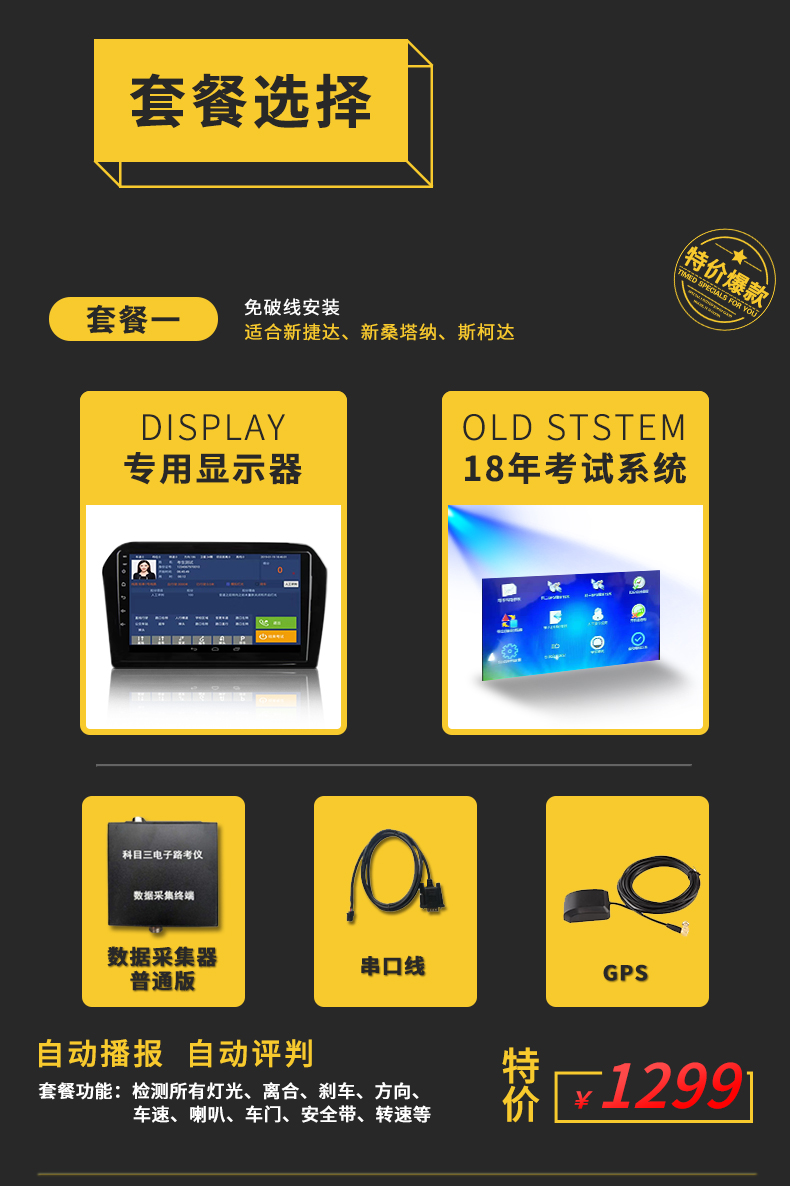 套餐选择
特价爆款
TIMED SPECIALS FOR YOU
套餐一
免破线安装
适合新捷达、新桑塔纳、斯柯达
DISPLAY
专用显示器
OLD STSTEM
18年考试系统
科目三电子路考仪
数据采集终端
数据采集器
普通版
串口线
GPS
自动播报 自动评判
套餐功能：检测所有灯光、离合、刹车、方向、
车速、喇叭、车门、安全带、转速等
特价
¥1299